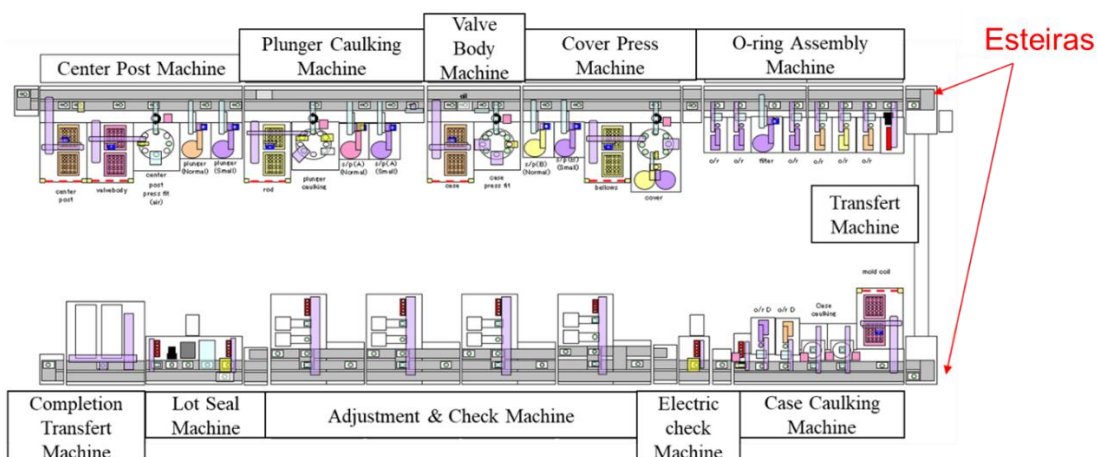 Esteiras
Center Post Machine
Plunger Caulking
Machine
Valve
Body
Machine
Cover Press
Machine
O-ring Assembly
Machine
oil
center
post
valvebody
center
post
press fit
(air)
plunger
(Normal)
plunger
(Small)
rod
plunger
caulking
s/p(A)
(Normal)
s/p(A)
(Small)
case
case
press fit
s/p(B)
(Normal)
s/p(B)
(Small)
bellows
cover
o/r
o/r
filter
o/r
o/r
o/r
o/r
Transfert
Machine
mold coil
o/r D
o/r D
Case
caulking
Completion
Transfert
Machine
Lot Seal
Machine
Adjustment & Check Machine
Electric
check
Machine
Case Caulking
Machine